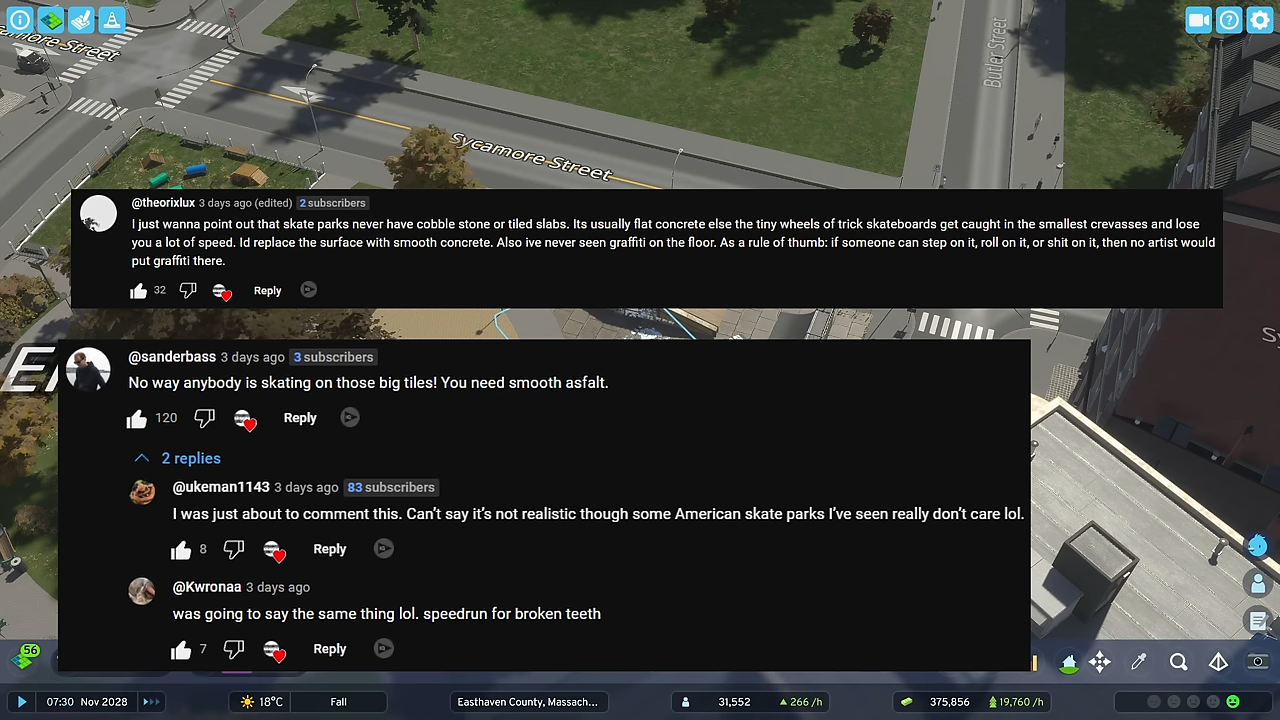 Sycamore Street
Butler Street
@theorixlux 3 days ago (edited) 2 subscribers
I just wanna point out that skate parks never have cobble stone or tiled slabs. Its usually flat concrete else the tiny wheels of trick skateboards get caught in the smallest crevasses and lose
you a lot of speed. Id replace the surface with smooth concrete. Also ive never seen graffiti on the floor. As a rule of thumb: if someone can step on it, roll on it, or shit on it, then no artist would
put graffiti there.
32 Reply
@sanderbass 3 days ago 3 subscribers
No way anybody is skating on those big tiles! You need smooth asfalt.
120 Reply
2 replies
@ukeman1143 3 days ago 83 subscribers
I was just about to comment this. Can't say it's not realistic though some American skate parks I've seen really don't care lol.
8 Reply
@Kwronaa 3 days ago
was going to say the same thing lol. speedrun for broken teeth
7 Reply
56
07:30 Nov 2028 18°C Fall Easthaven County, Massach... 31,552 266 /h 375,856 19,760 /h